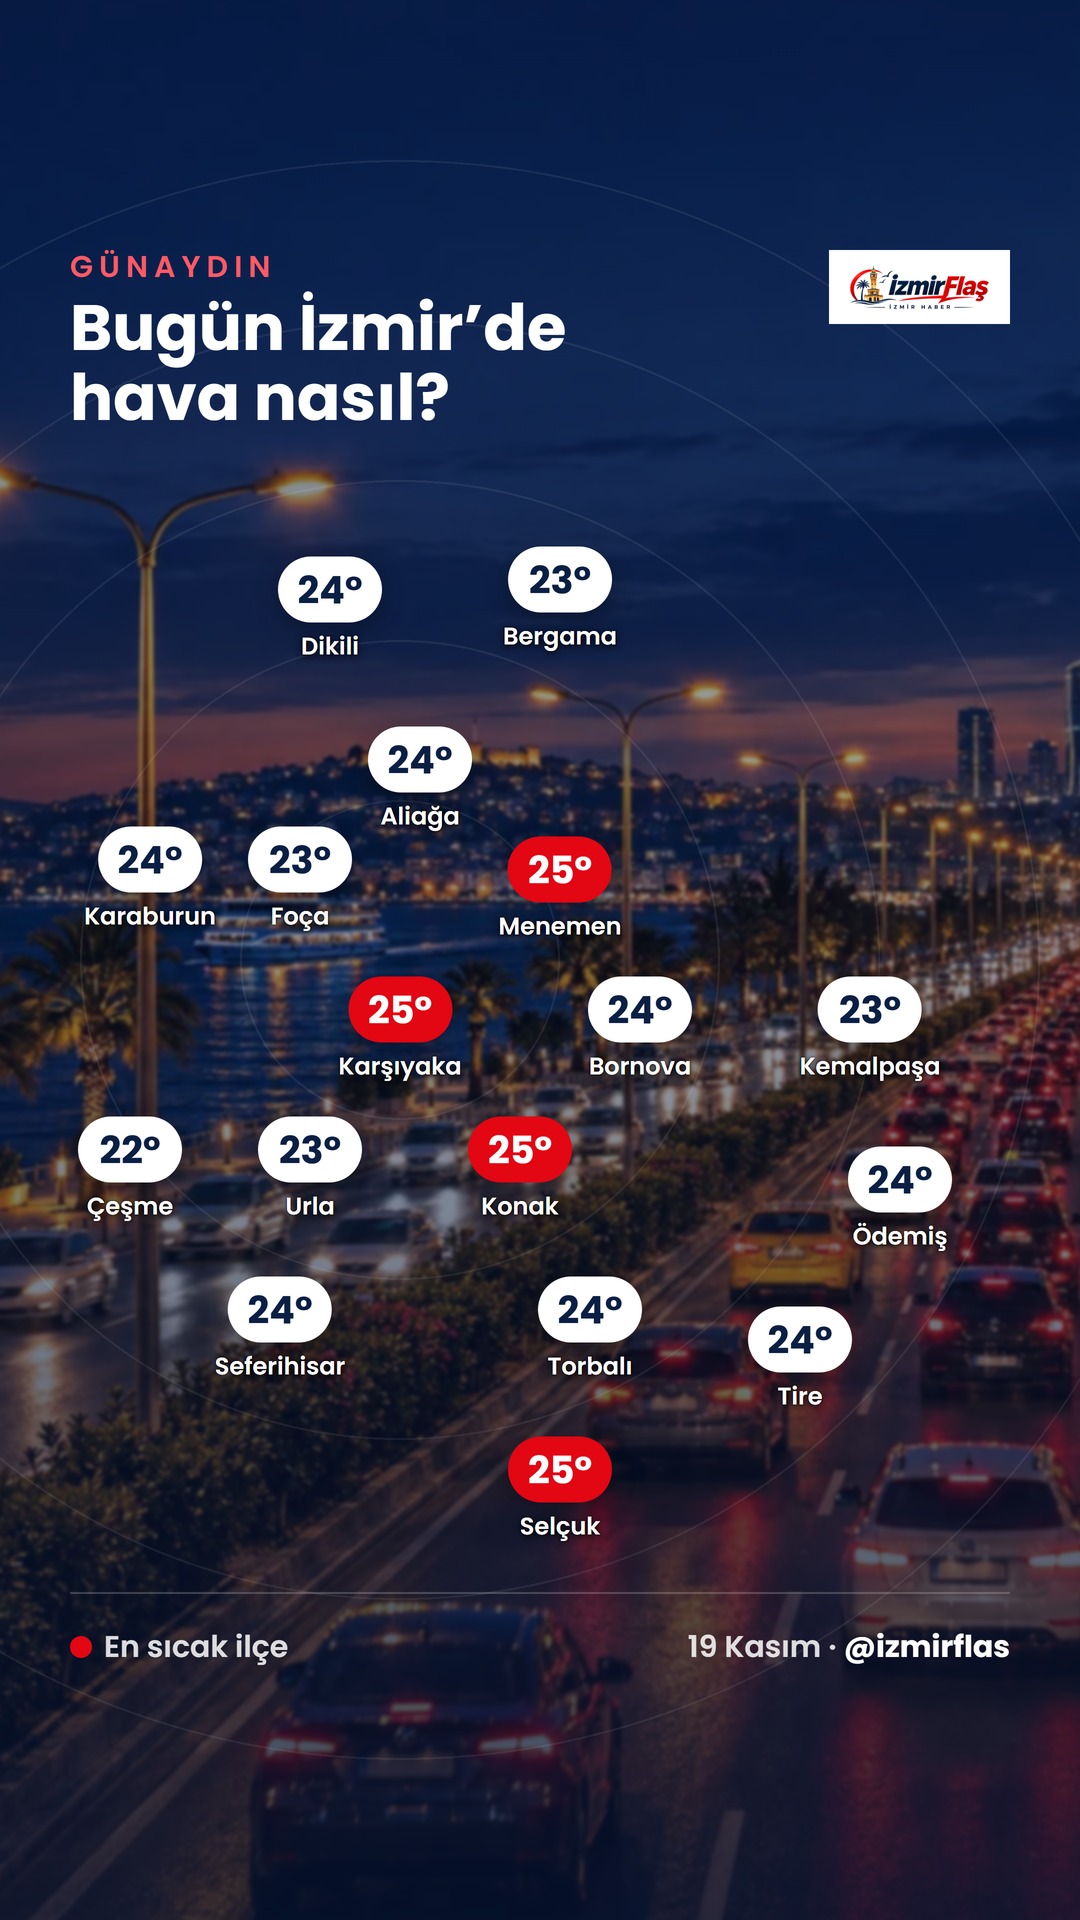 GÜNAYDIN
Bugün İzmir’de
hava nasıl?
izmirFlaş
İZMİR HABER
24°
Dikili
23°
Bergama
24°
Aliağa
24°
Karaburun
23°
Foça
25°
Menemen
25°
Karşıyaka
24°
Bornova
23°
Kemalpaşa
22°
Çeşme
23°
Urla
25°
Konak
24°
Ödemiş
24°
Seferihisar
24°
Torbalı
24°
Tire
25°
Selçuk
En sıcak ilçe
19 Kasım · @izmirflas